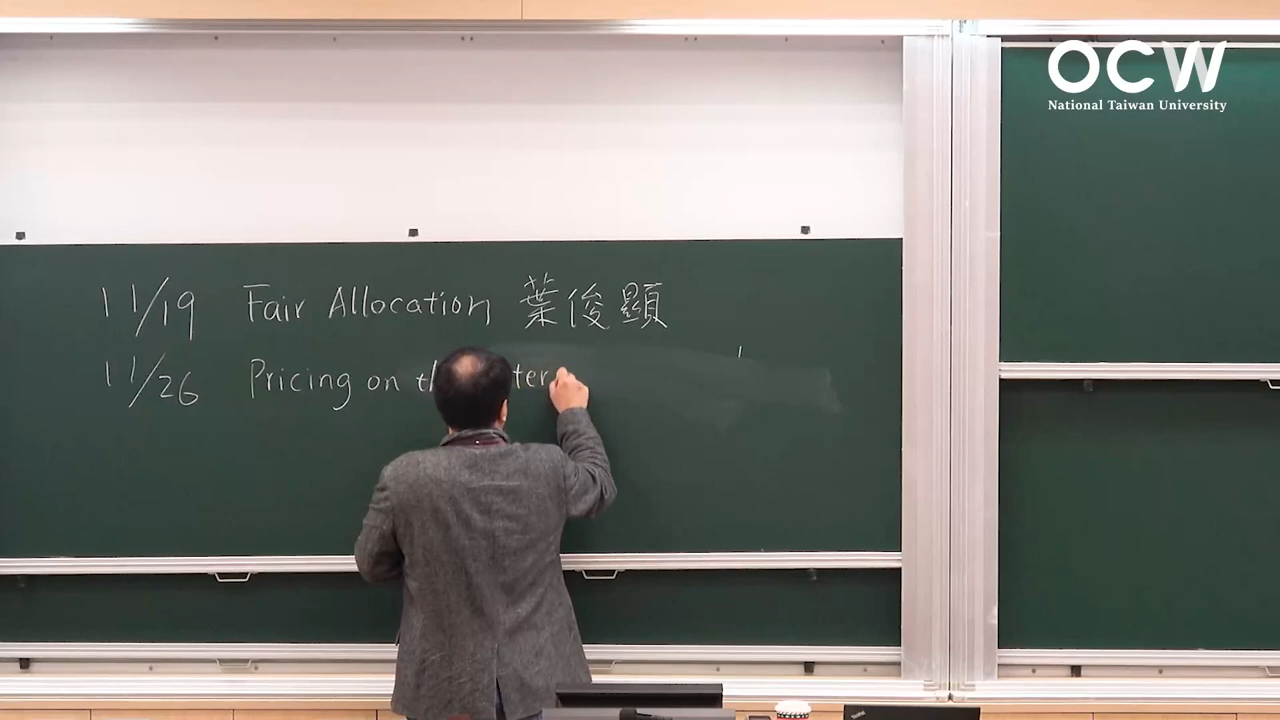 OCW
National Taiwan University
11/19 Fair Allocation 葉俊顯
11/26 Pricing on